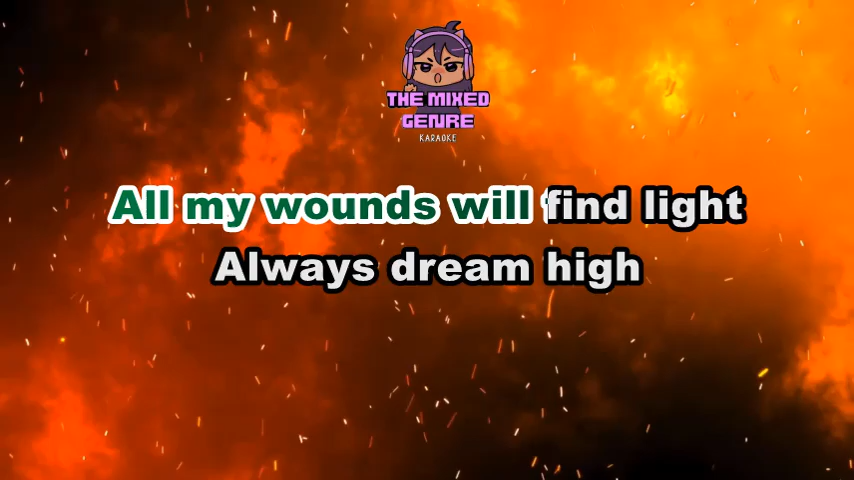 THE MIXED
GENRE
KARAOKE
All my wounds will find light
Always dream high